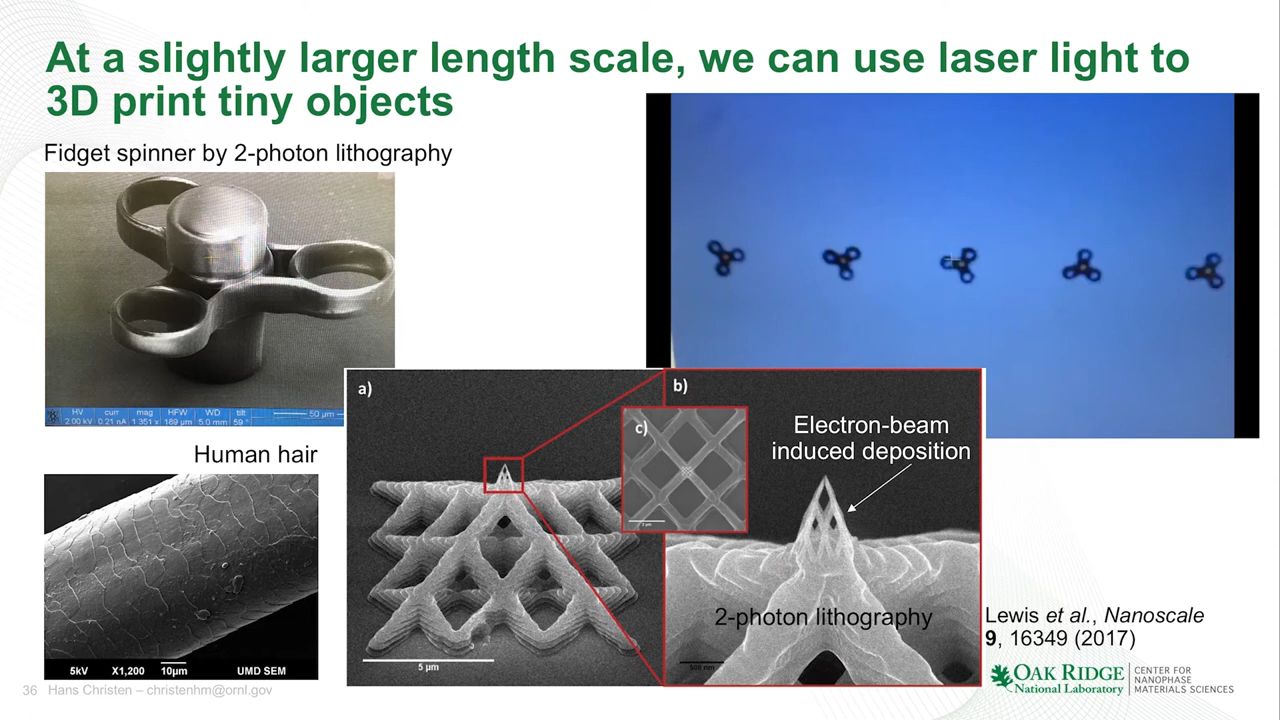 At a slightly larger length scale, we can use laser light to
3D print tiny objects
Fidget spinner by 2-photon lithography
HV curr mag HFW WD tilt
2.00 kV 0.21 nA 1 351 x 189 µm 5.0 mm 59 °
50 µm
Human hair
5kV X1,200 10µm UMD SEM
a)
5 µm
b)
c)
Electron-beam
induced deposition
2-photon lithography
500 nm
Lewis et al., Nanoscale
9, 16349 (2017)
36 Hans Christen – christenhm@ornl.gov
OAK RIDGE
National Laboratory
CENTER FOR
NANOPHASE
MATERIALS SCIENCES